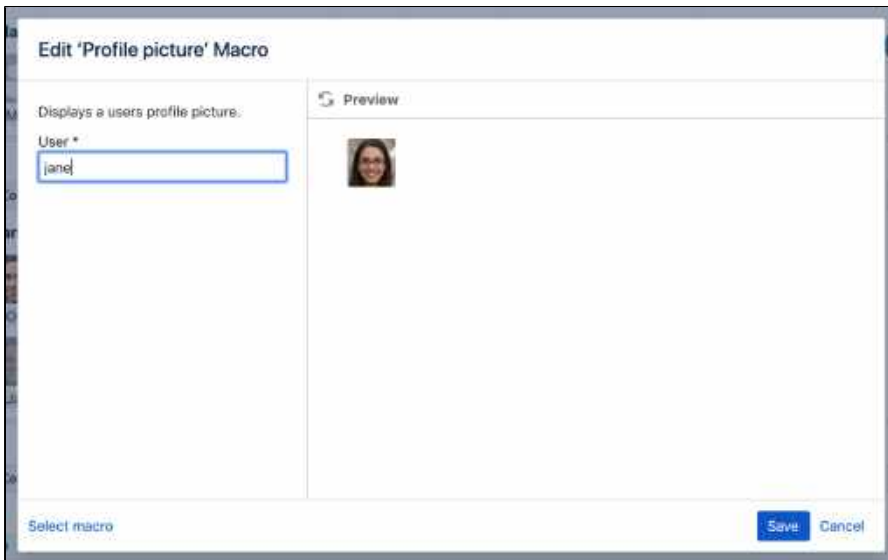 Edit 'Profile picture' Macro
Displays a users profile picture.
Preview
User *
jane
Select macro
Save
Cancel